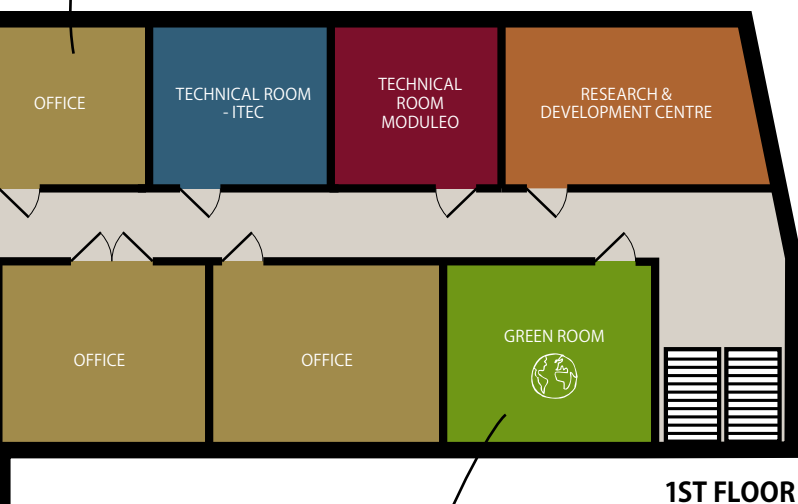 OFFICE
TECHNICAL ROOM
- ITEC
TECHNICAL
ROOM
MODULEO
RESEARCH &
DEVELOPMENT CENTRE
OFFICE
OFFICE
GREEN ROOM
1ST FLOOR